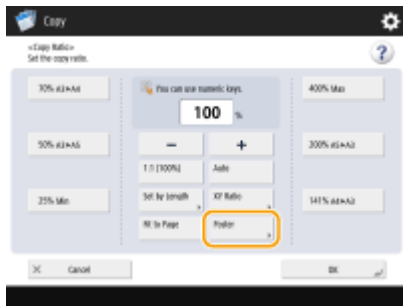 Copy
<Copy Ratio>
Set the copy ratio.
70% A3►A4
You can use numeric keys.
400% Max
100 %
50% A3►A5
− +
200% A5►A3
1:1 (100%)
Auto
25% Min
Set by Length
XY Ratio
141% A4►A3
Fit to Page
Poster
Cancel
OK